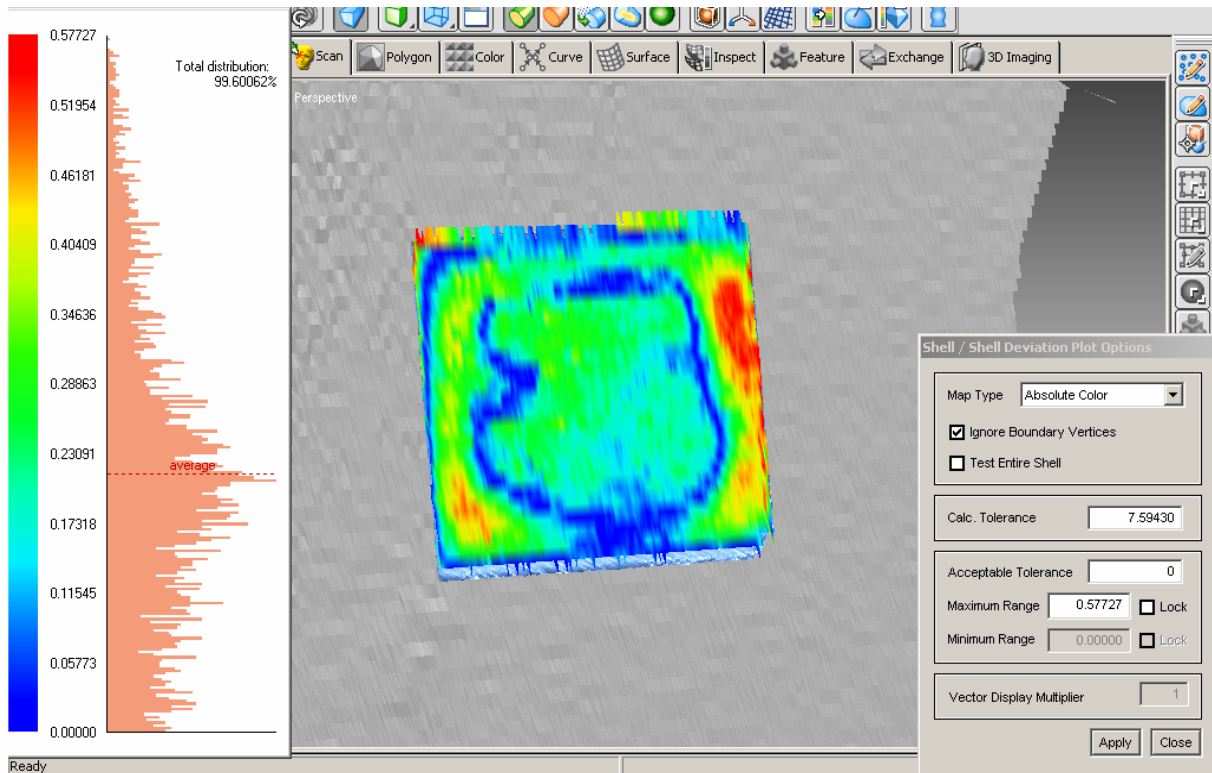 0.57727
0.51954
0.46181
0.40409
0.34636
0.28863
0.23091
0.17318
0.11545
0.05773
0.00000
Total distribution:
99.60062%
average
Scan Polygon Color Curve Surface Inspect Feature Exchange 3D Imaging
Perspective
Shell / Shell Deviation Plot Options
Map Type Absolute Color
Ignore Boundary Vertices
Test Entire Shell
Calc. Tolerance 7.59430
Acceptable Tolerance 0
Maximum Range 0.57727 Lock
Minimum Range 0.00000 Lock
Vector Display Multiplier 1
Apply Close
Ready